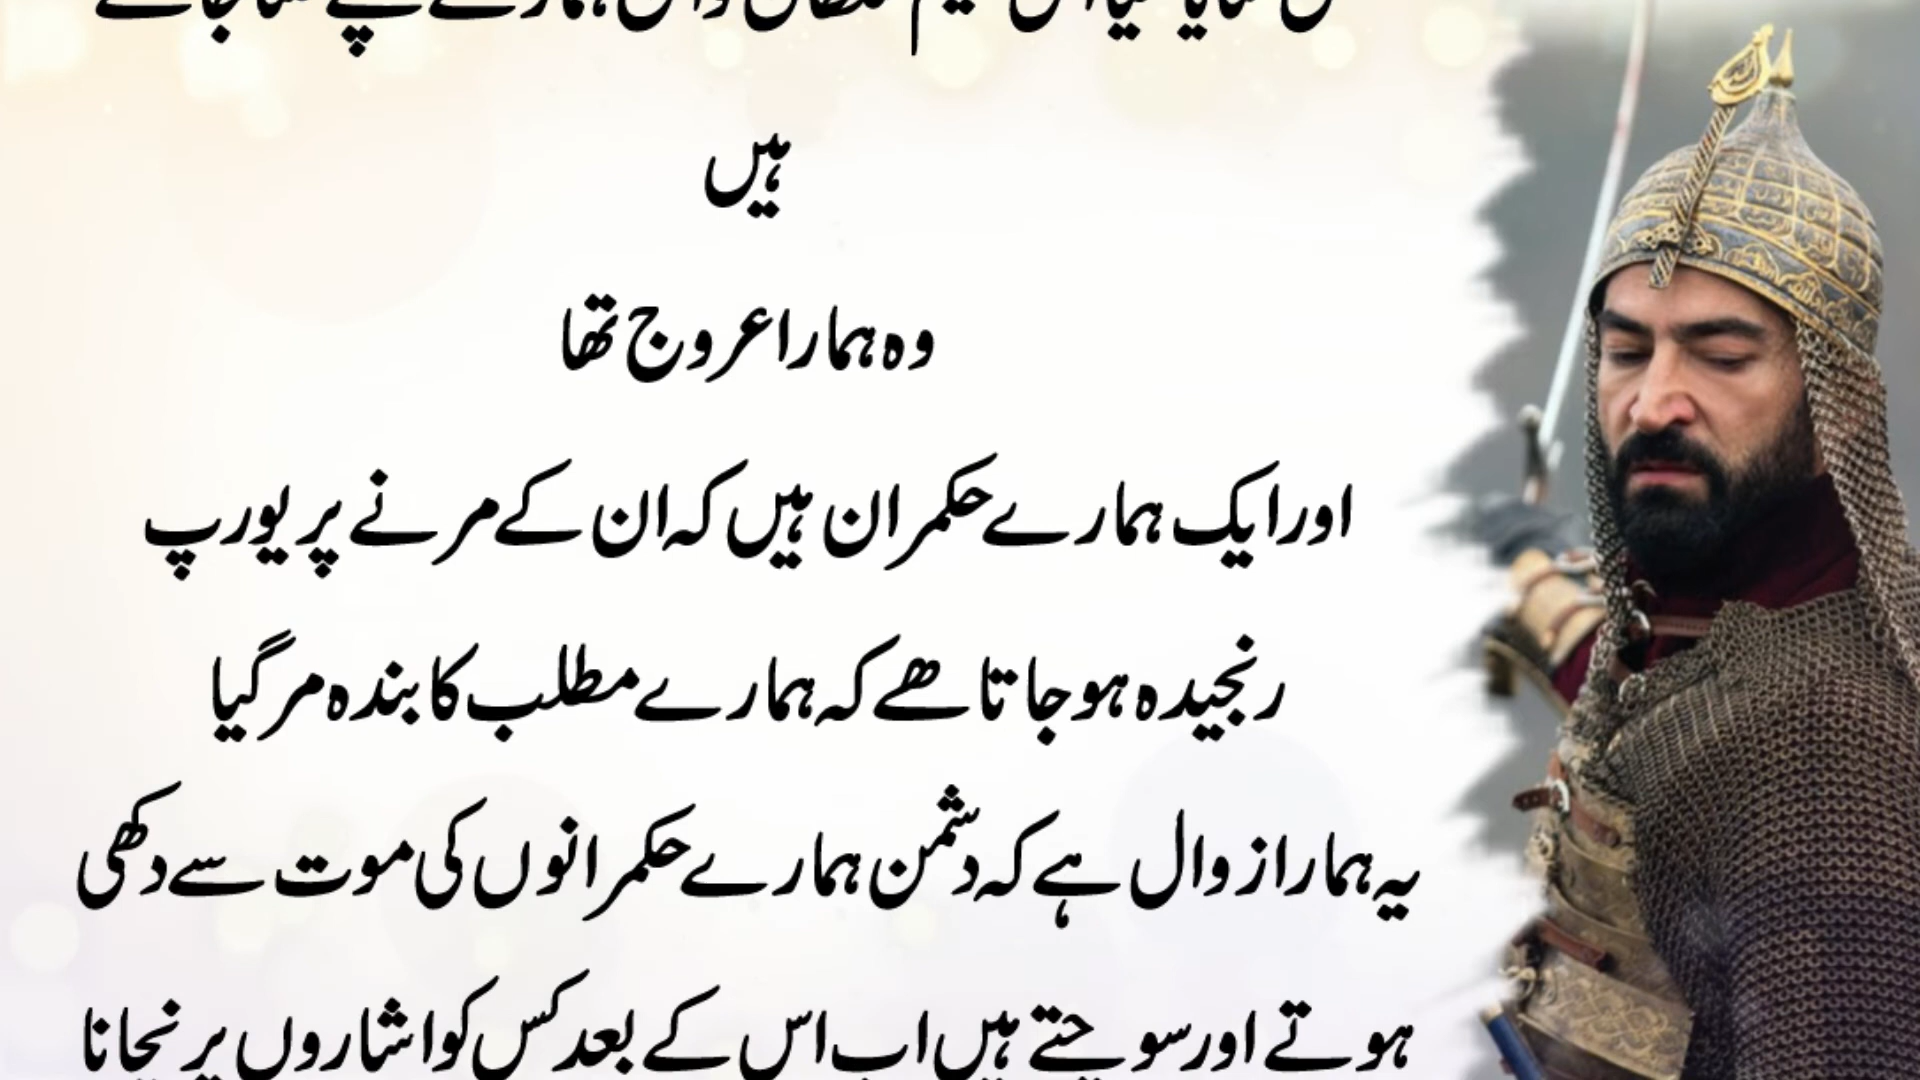 ہیں
وہ ہمارا عروج تھا
اور ایک ہمارے حکمران ہیں کہ ان کے مرنے پر یورپ
رنجیدہ ہو جاتا ھے کہ ہمارے مطلب کا بندہ مر گیا
یہ ہمارا زوال ہے کہ دشمن ہمارے حکمرانوں کی موت سے دکھی
ہوتے اور سوچتے ہیں اب اس کے بعد کس کو اشاروں پر نچانا